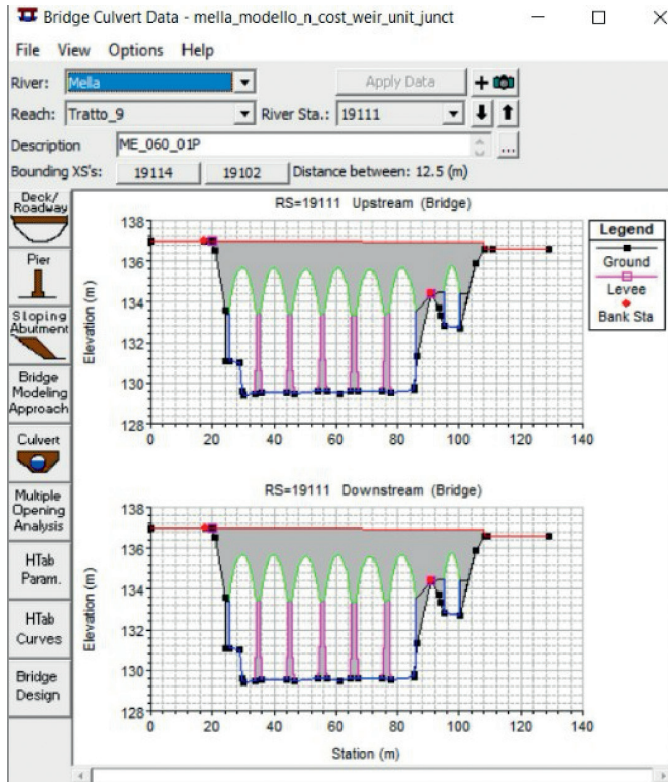 Bridge Culvert Data - mella_modello_n_cost_weir_unit_junct
File View Options Help
River: Mella Apply Data +
Reach: Tratto_9 River Sta.: 19111
Description ME_060_01P ...
Bounding XS's: 19114 19102 Distance between: 12.5 (m)
Deck/
Roadway
Pier
Sloping
Abutment
Bridge
Modeling
Approach
Culvert
Multiple
Opening
Analysis
HTab
Param.
HTab
Curves
Bridge
Design
RS=19111 Upstream (Bridge)
Elevation (m)
138
136
134
132
130
128
0 20 40 60 80 100 120 140
Legend
Ground
Levee
Bank Sta
RS=19111 Downstream (Bridge)
Elevation (m)
138
136
134
132
130
128
0 20 40 60 80 100 120 140
Station (m)